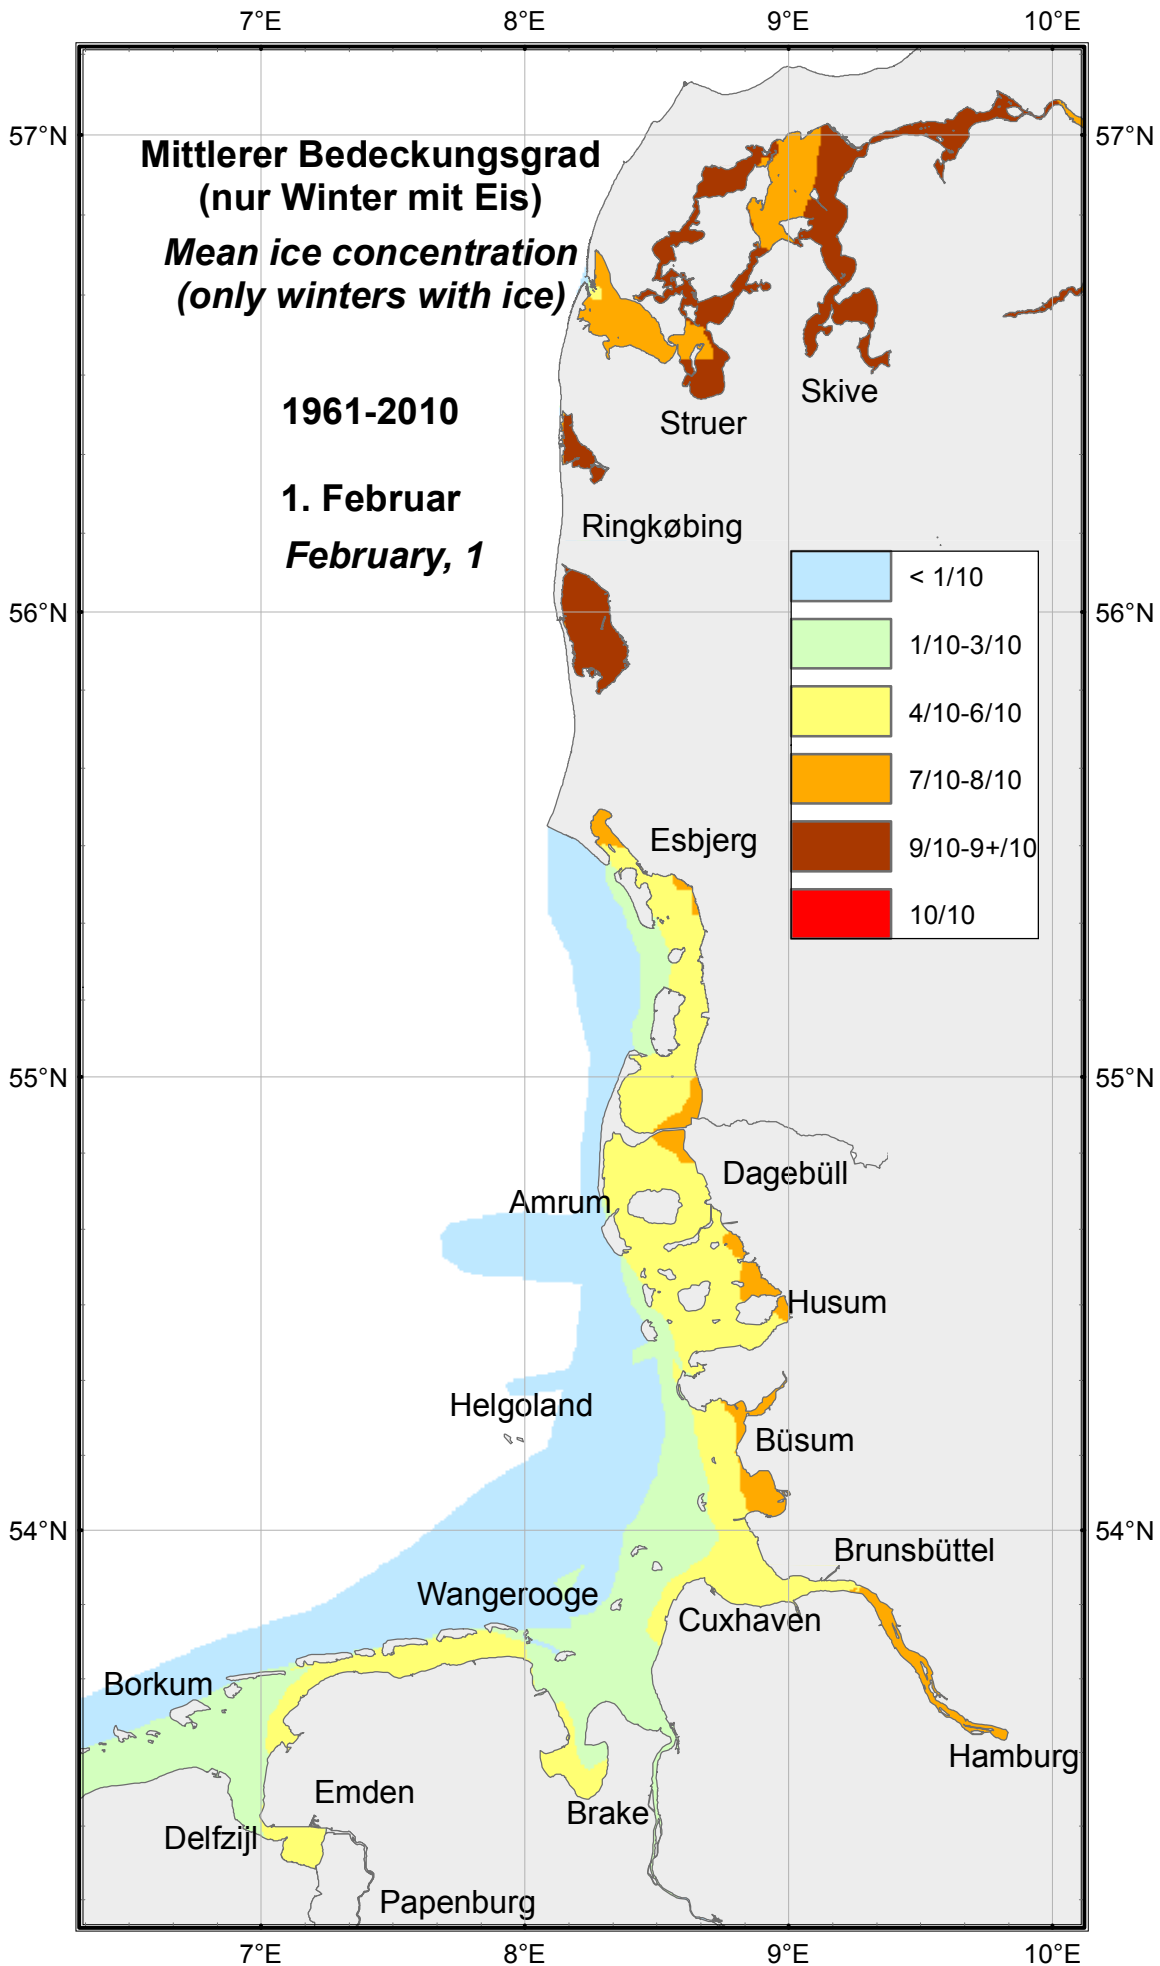 7°E 8°E 9°E 10°E
57°N 57°N
Mittlerer Bedeckungsgrad
(nur Winter mit Eis)
Mean ice concentration
(only winters with ice)
Skive
1961-2010
Struer
1. Februar
Ringkøbing
February, 1
< 1/10
56°N 56°N
1/10-3/10
4/10-6/10
7/10-8/10
Esbjerg
9/10-9+/10
10/10
55°N 55°N
Dagebüll
Amrum
Husum
Helgoland
Büsum
54°N 54°N
Brunsbüttel
Wangerooge
Cuxhaven
Borkum
Hamburg
Emden
Brake
Delfzijl
Papenburg
7°E 8°E 9°E 10°E